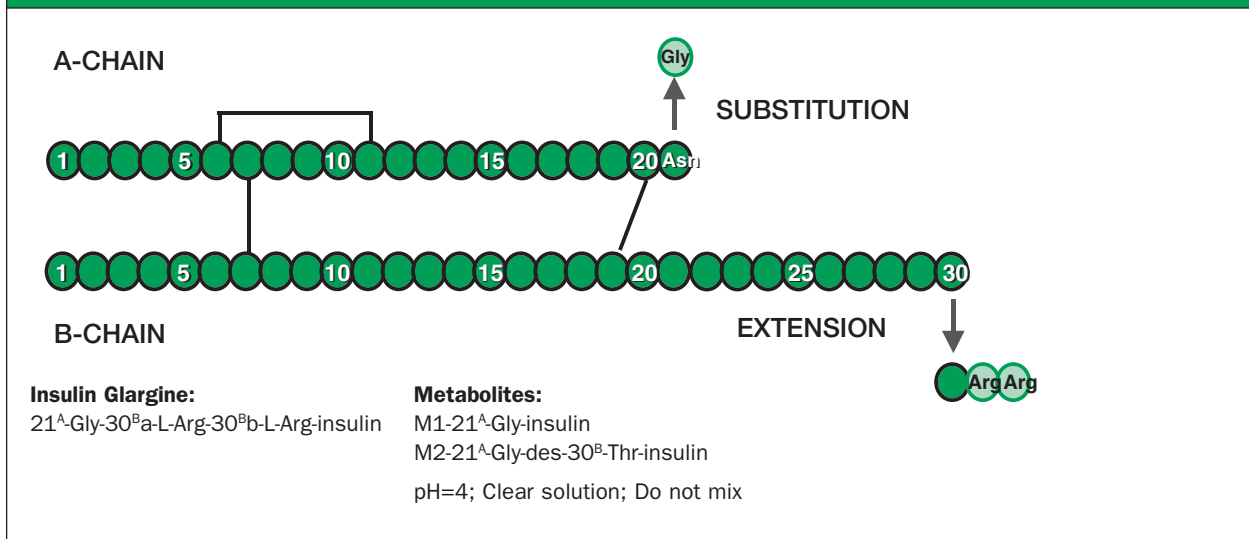 A-CHAIN
Gly
SUBSTITUTION
1 5 10 15 20 Asn
1 5 10 15 20 25 30
B-CHAIN
EXTENSION
Arg Arg
Insulin Glargine:
21ᴬ-Gly-30ᴮa-L-Arg-30ᴮb-L-Arg-insulin
Metabolites:
M1-21ᴬ-Gly-insulin
M2-21ᴬ-Gly-des-30ᴮ-Thr-insulin
pH=4; Clear solution; Do not mix